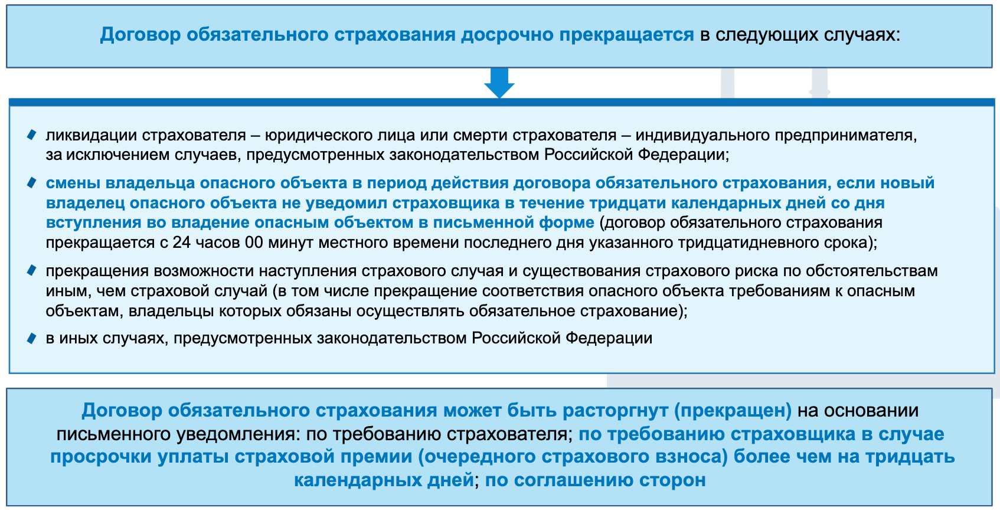 Договор обязательного страхования досрочно прекращается в следующих случаях:
ликвидации страхователя – юридического лица или смерти страхователя – индивидуального предпринимателя,
за исключением случаев, предусмотренных законодательством Российской Федерации;
смены владельца опасного объекта в период действия договора обязательного страхования, если новый
владелец опасного объекта не уведомил страховщика в течение тридцати календарных дней со дня
вступления во владение опасным объектом в письменной форме (договор обязательного страхования
прекращается с 24 часов 00 минут местного времени последнего дня указанного тридцатидневного срока);
прекращения возможности наступления страхового случая и существования страхового риска по обстоятельствам
иным, чем страховой случай (в том числе прекращение соответствия опасного объекта требованиям к опасным
объектам, владельцы которых обязаны осуществлять обязательное страхование);
в иных случаях, предусмотренных законодательством Российской Федерации
Договор обязательного страхования может быть расторгнут (прекращен) на основании
письменного уведомления: по требованию страхователя; по требованию страховщика в случае
просрочки уплаты страховой премии (очередного страхового взноса) более чем на тридцать
календарных дней; по соглашению сторон